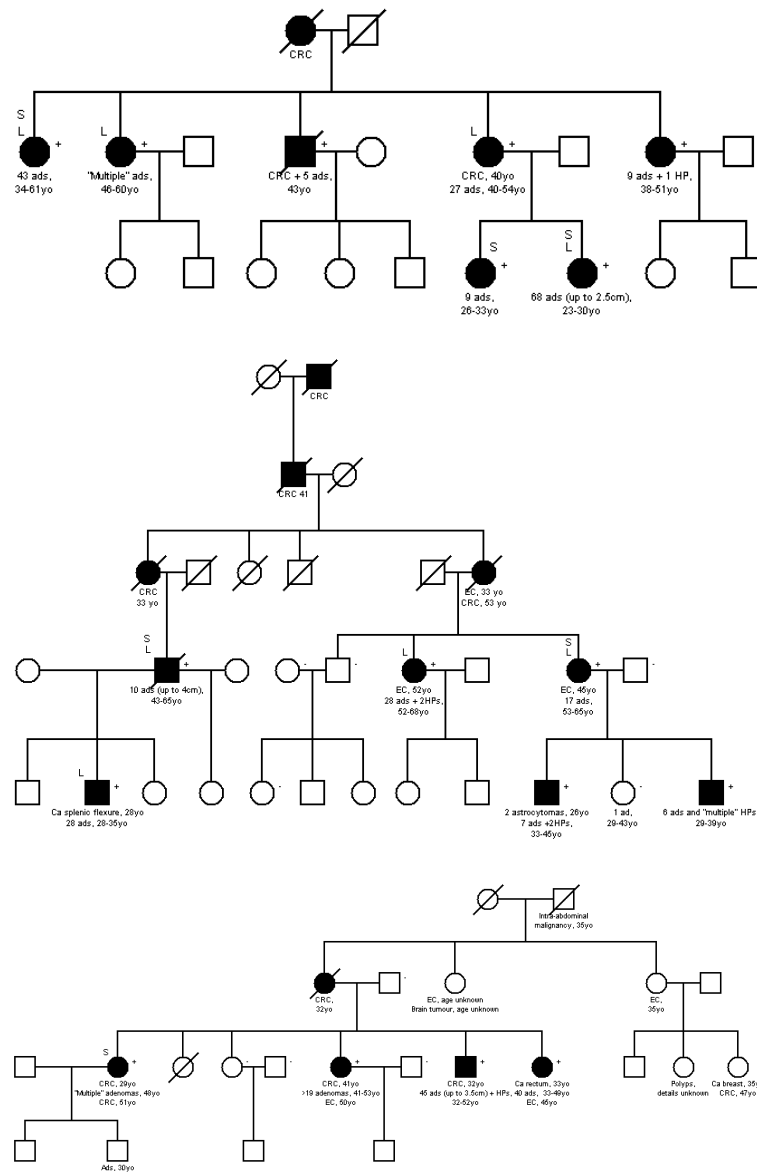 CRC
S
L
L
L
+
+
+
+
+
43 ads,
34-61yo
"Multiple" ads,
46-60yo
CRC + 5 ads,
43yo
CRC, 40yo
27 ads, 40-54yo
9 ads + 1 HP,
38-51yo
S
S
L
+
+
9 ads,
26-33yo
68 ads (up to 2.5cm),
23-30yo
CRC
CRC 41
CRC
33 yo
EC, 33 yo
CRC, 53 yo
S
L
+
L
+
S
L
+
-
-
-
10 ads (up to 4cm),
43-65yo
EC, 52yo
28 ads + 2HPs,
52-68yo
EC, 45yo
17 ads,
53-65yo
L
+
-
+
-
+
Ca splenic flexure, 28yo
28 ads, 28-35yo
2 astrocytomas, 26yo
7 ads +2HPs,
33-45yo
1 ad,
29-43yo
6 ads and "multiple" HPs
29-39yo
Intra-abdominal
malignancy, 35yo
-
CRC,
32yo
EC, age unknown
Brain tumour, age unknown
EC,
35yo
S
+
-
-
+
-
+
+
CRC, 29yo
"Multiple" adenomas, 48yo
CRC, 51yo
CRC, 41yo
>19 adenomas, 41-53yo
EC, 50yo
CRC, 32yo
45 ads (up to 3.5cm) + HPs,
32-52yo
Ca rectum, 33yo
40 ads, 33-49yo
EC, 45yo
Polyps,
details unknown
Ca breast, 35y
CRC, 47yo
Ads, 30yo